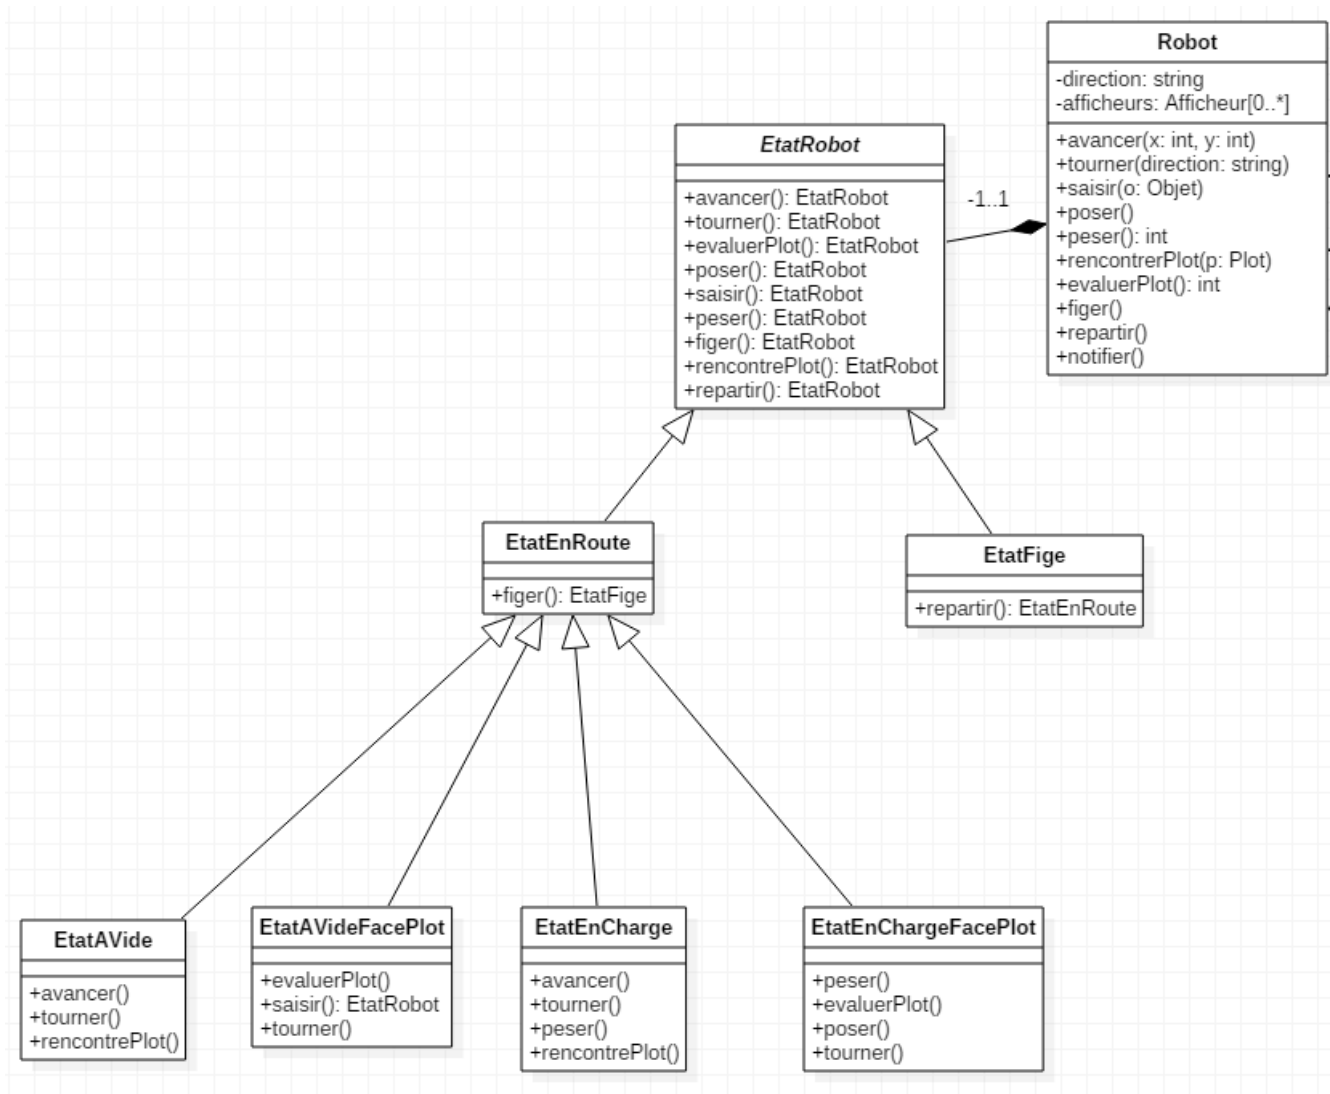 Robot
-direction: string
-afficheurs: Afficheur[0..*]
+avancer(x: int, y: int)
+tourner(direction: string)
+saisir(o: Objet)
+poser()
+peser(): int
+rencontrerPlot(p: Plot)
+evaluerPlot(): int
+figer()
+repartir()
+notifier()
-1..1
EtatRobot
+avancer(): EtatRobot
+tourner(): EtatRobot
+evaluerPlot(): EtatRobot
+poser(): EtatRobot
+saisir(): EtatRobot
+peser(): EtatRobot
+figer(): EtatRobot
+rencontrePlot(): EtatRobot
+repartir(): EtatRobot
EtatEnRoute
+figer(): EtatFige
EtatFige
+repartir(): EtatEnRoute
EtatAVide
+avancer()
+tourner()
+rencontrePlot()
EtatAVideFacePlot
+evaluerPlot()
+saisir(): EtatRobot
+tourner()
EtatEnCharge
+avancer()
+tourner()
+peser()
+rencontrePlot()
EtatEnChargeFacePlot
+peser()
+evaluerPlot()
+poser()
+tourner()